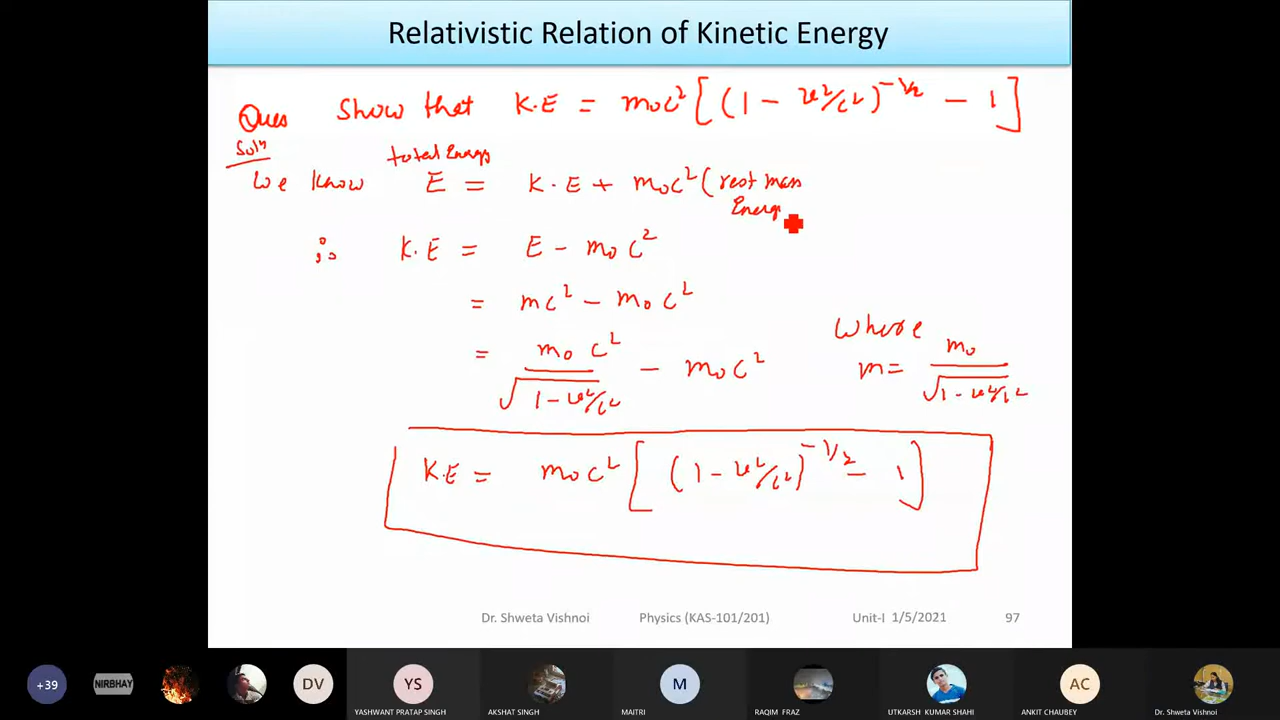 Relativistic Relation of Kinetic Energy
Ques Show that K.E = m₀c² [(1 - v²/c²)^-1/2 - 1]
Solⁿ
total Energy
We Know E = K.E + m₀c² (rest mass
Energy
∴ K.E = E - m₀c²
= mc² - m₀c²
= m₀c² / √(1 - v²/c²) - m₀c²
Where
m = m₀ / √(1 - v²/c²)
K.E = m₀c² [(1 - v²/c²)^-1/2 - 1]
Dr. Shweta Vishnoi Physics (KAS-101/201) Unit-I 1/5/2021 97
+39 NIRBHAY DV YS M AC
YASHWANT PRATAP SINGH AKSHAT SINGH MAITRI RAQIM FRAZ UTKARSH KUMAR SHAHI ANKIT CHAUBEY Dr. Shweta Vishnoi